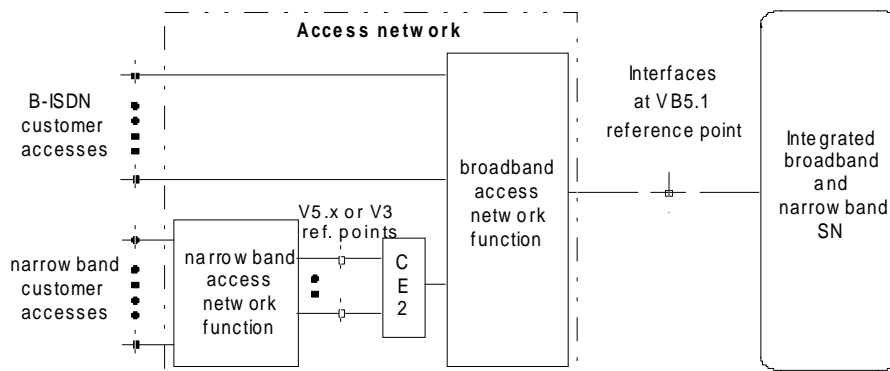 Access network
B-ISDN
customer
accesses
Interfaces
at VB5.1
reference point
Integrated
broadband
and
narrow band
SN
broadband
access
network
function
V5.x or V3
ref. points
narrow band
customer
accesses
narrow band
access
network
function
C
E
2